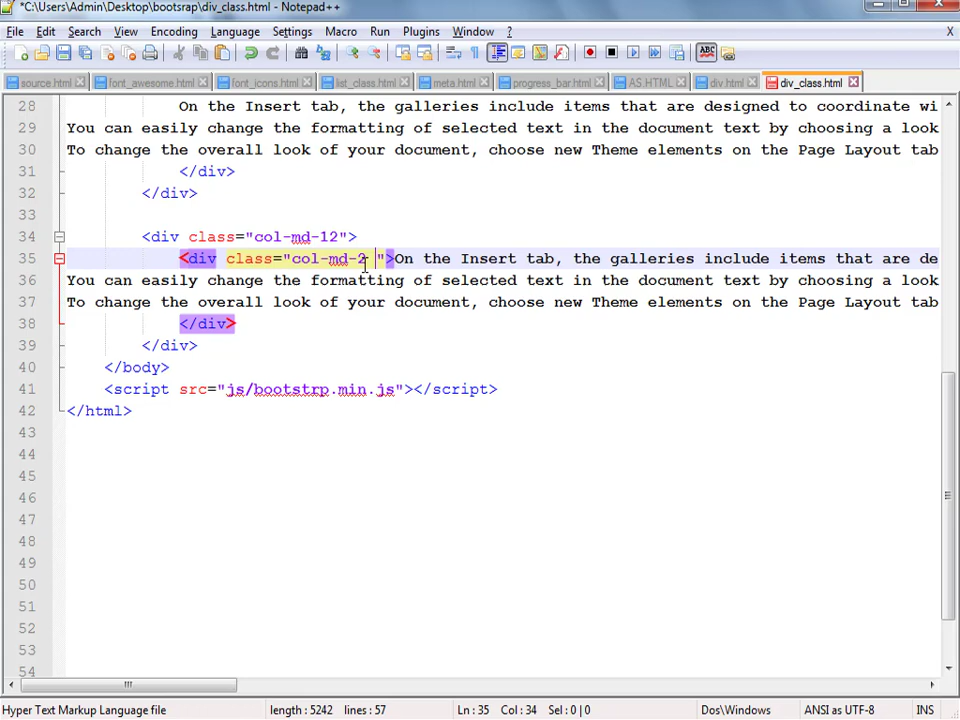 *C:\Users\Admin\Desktop\bootsrap\div_class.html - Notepad++
File Edit Search View Encoding Language Settings Macro Run Plugins Window ? X
source.html font_awesome.html font_icons.html list_class.html meta.html progress_bar.html AS.HTML div.html div_class.html
28 On the Insert tab, the galleries include items that are designed to coordinate wi
29 You can easily change the formatting of selected text in the document text by choosing a look
30 To change the overall look of your document, choose new Theme elements on the Page Layout tab
31 </div>
32 </div>
33
34 <div class="col-md-12">
35 <div class="col-md-2 ">On the Insert tab, the galleries include items that are de
36 You can easily change the formatting of selected text in the document text by choosing a look
37 To change the overall look of your document, choose new Theme elements on the Page Layout tab
38 </div>
39 </div>
40 </body>
41 <script src="js/bootstrp.min.js"></script>
42 </html>
43
44
45
46
47
48
49
50
51
52
53
54
Hyper Text Markup Language file length : 5242 lines : 57 Ln : 35 Col : 34 Sel : 0 | 0 Dos\Windows ANSI as UTF-8 INS